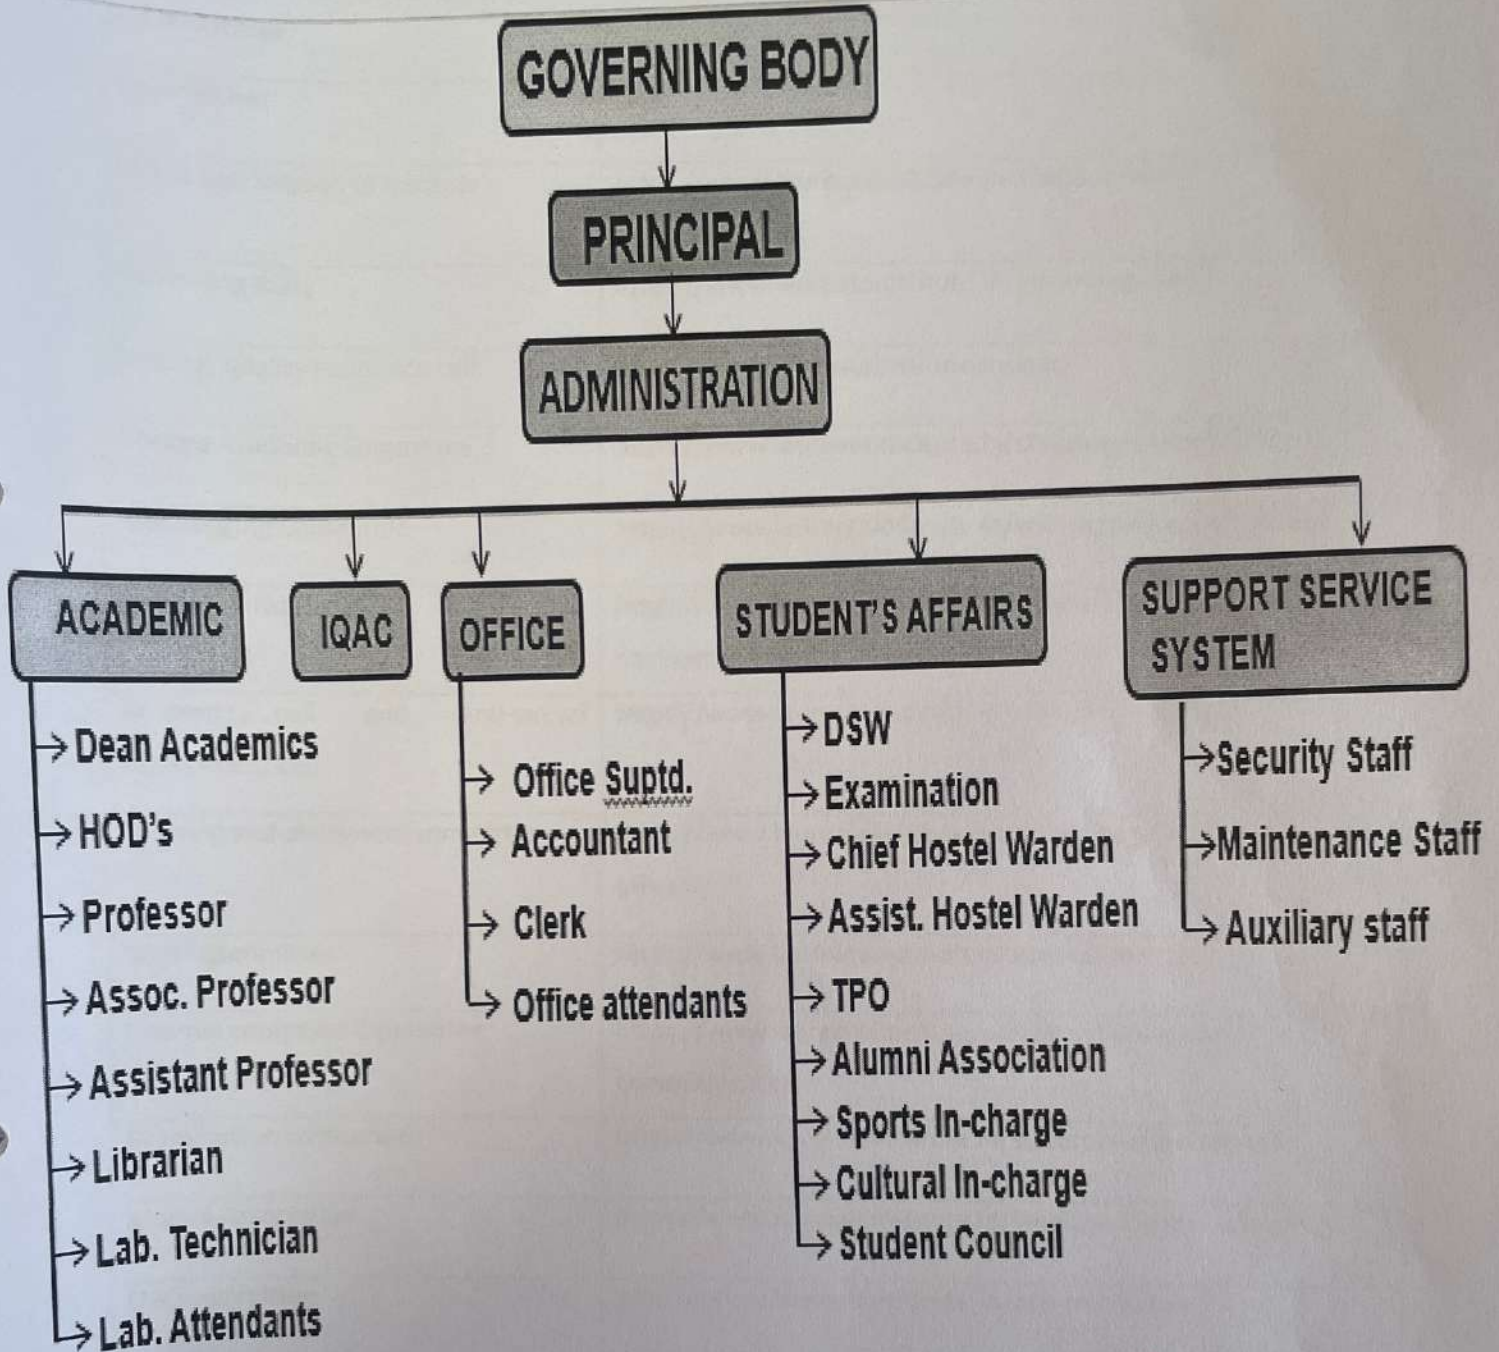 GOVERNING BODY
PRINCIPAL
ADMINISTRATION
ACADEMIC
Dean Academics
HOD's
Professor
Assoc. Professor
Assistant Professor
Librarian
Lab. Technician
Lab. Attendants
IQAC
OFFICE
Office Suptd.
Accountant
Clerk
Office attendants
STUDENT'S AFFAIRS
DSW
Examination
Chief Hostel Warden
Assist. Hostel Warden
TPO
Alumni Association
Sports In-charge
Cultural In-charge
Student Council
SUPPORT SERVICE
SYSTEM
Security Staff
Maintenance Staff
Auxiliary staff